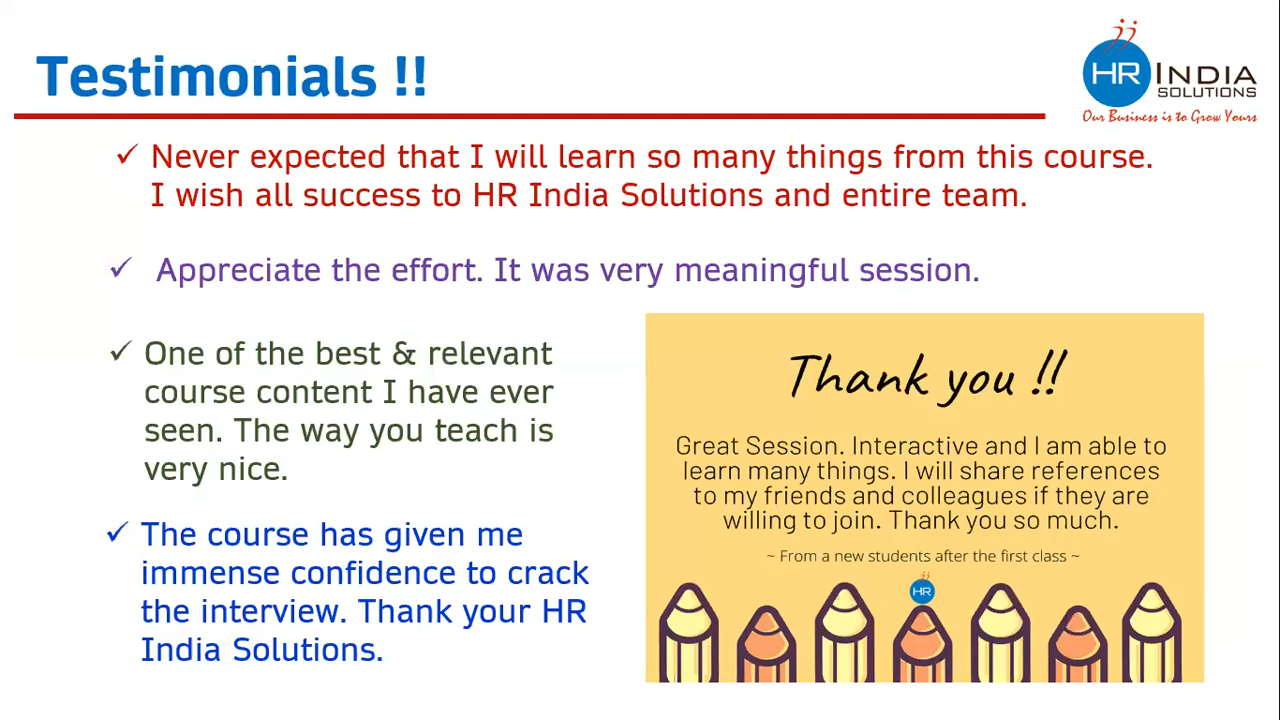 Testimonials !!
HR INDIA
SOLUTIONS
Our Business is to Grow Yours
✓ Never expected that I will learn so many things from this course.
I wish all success to HR India Solutions and entire team.
✓ Appreciate the effort. It was very meaningful session.
✓ One of the best & relevant
course content I have ever
seen. The way you teach is
very nice.
✓ The course has given me
immense confidence to crack
the interview. Thank your HR
India Solutions.
Thank you !!
Great Session. Interactive and I am able to
learn many things. I will share references
to my friends and colleagues if they are
willing to join. Thank you so much.
~ From a new students after the first class ~
HR